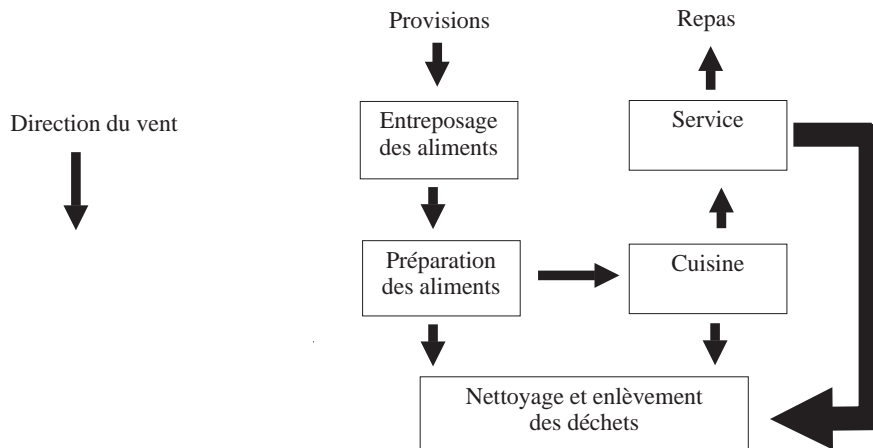 Provisions
Repas
Direction du vent
Entreposage
des aliments
Service
Préparation
des aliments
Cuisine
Nettoyage et enlèvement
des déchets